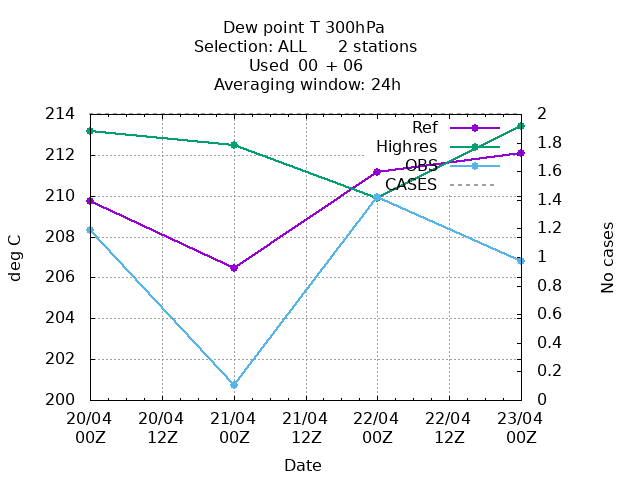 Dew point T 300hPa
Selection: ALL 2 stations
Used 00 + 06
Averaging window: 24h
214
212
210
208
206
204
202
200
deg C
2
1.8
1.6
1.4
1.2
1
0.8
0.6
0.4
0.2
0
No cases
Ref
Highres
OBS
CASES
20/04 20/04 21/04 21/04 22/04 22/04 23/04
00Z 12Z 00Z 12Z 00Z 12Z 00Z
Date